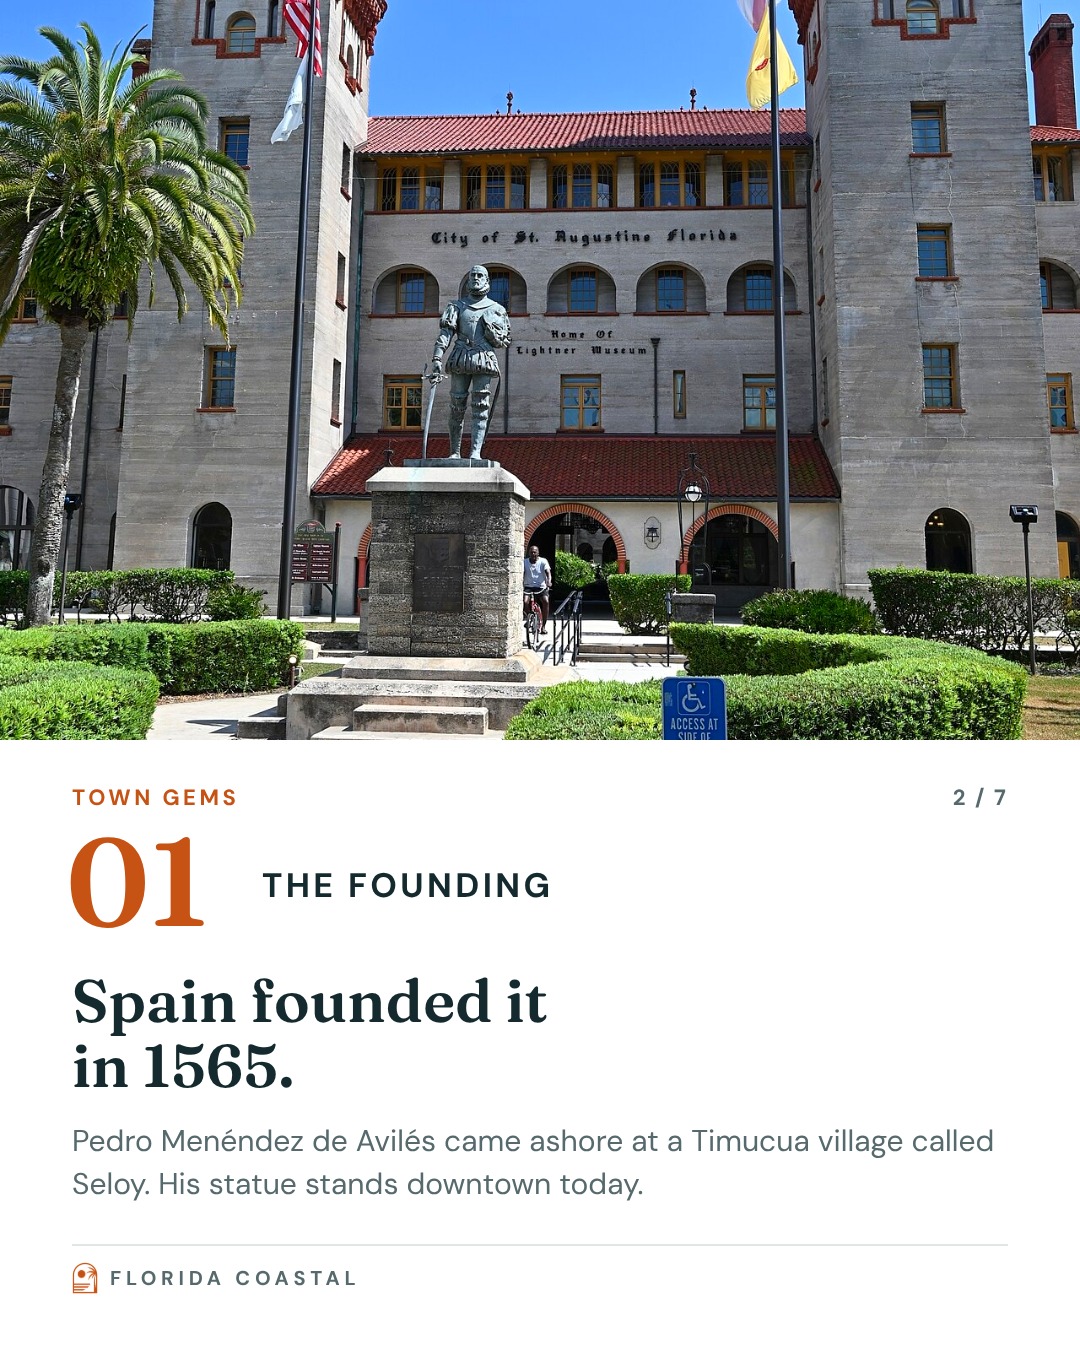 City of St. Augustine Florida
Home Of
Lightner Museum
ACCESS AT
SIDE OF
TOWN GEMS
2 / 7
01
THE FOUNDING
Spain founded it
in 1565.
Pedro Menéndez de Avilés came ashore at a Timucua village called
Seloy. His statue stands downtown today.
FLORIDA COASTAL